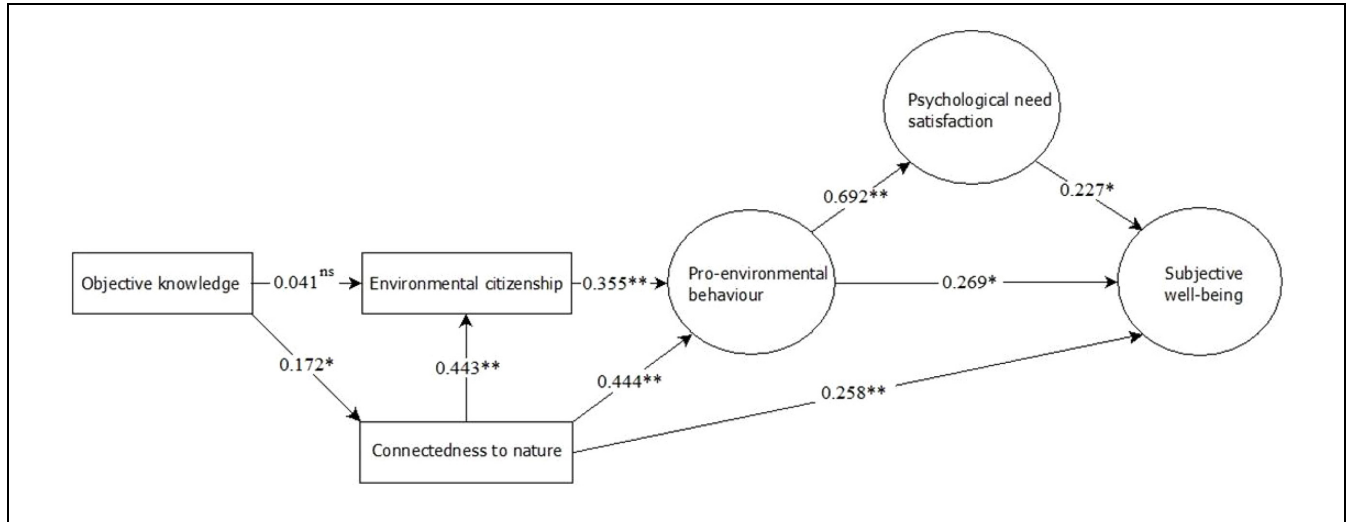 Psychological need
satisfaction
0.692**
0.227*
Objective knowledge
0.041ns
Environmental citizenship
0.355**
Pro-environmental
behaviour
0.269*
Subjective
well-being
0.172*
0.443**
0.444**
0.258**
Connectedness to nature